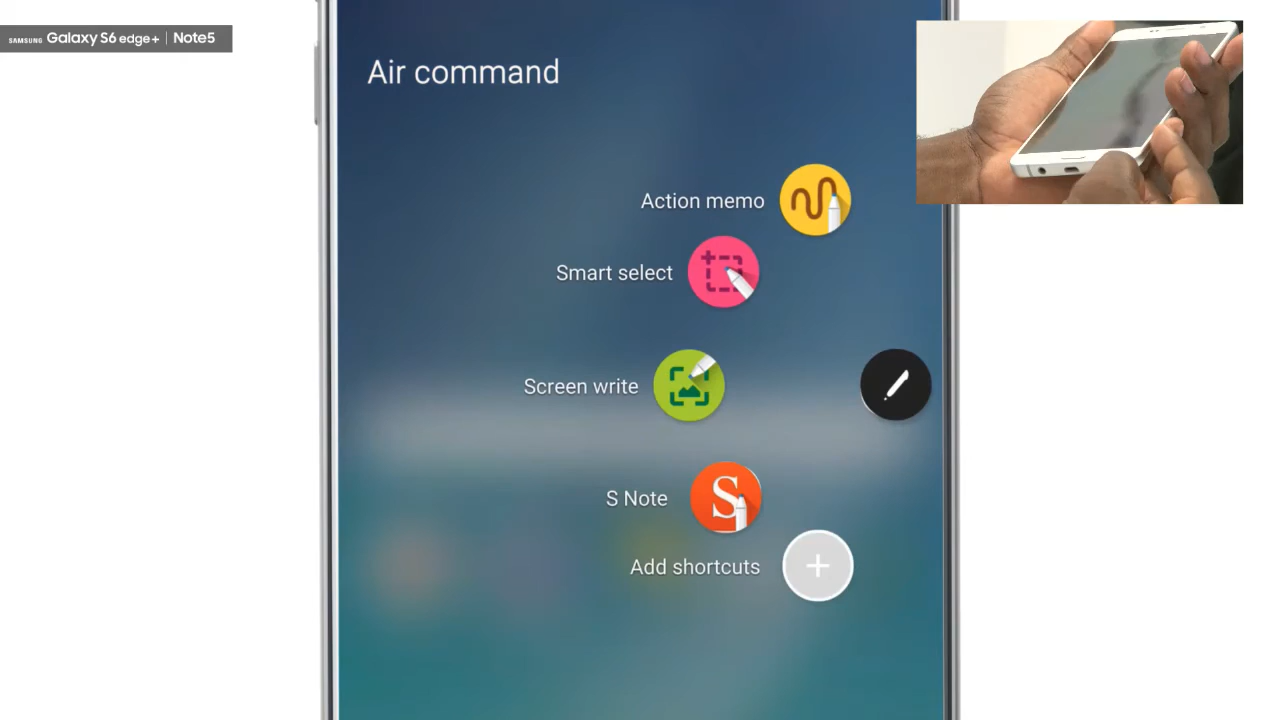 SAMSUNG Galaxy S6 edge+ | Note5
Air command
Action memo
Smart select
Screen write
S Note
Add shortcuts